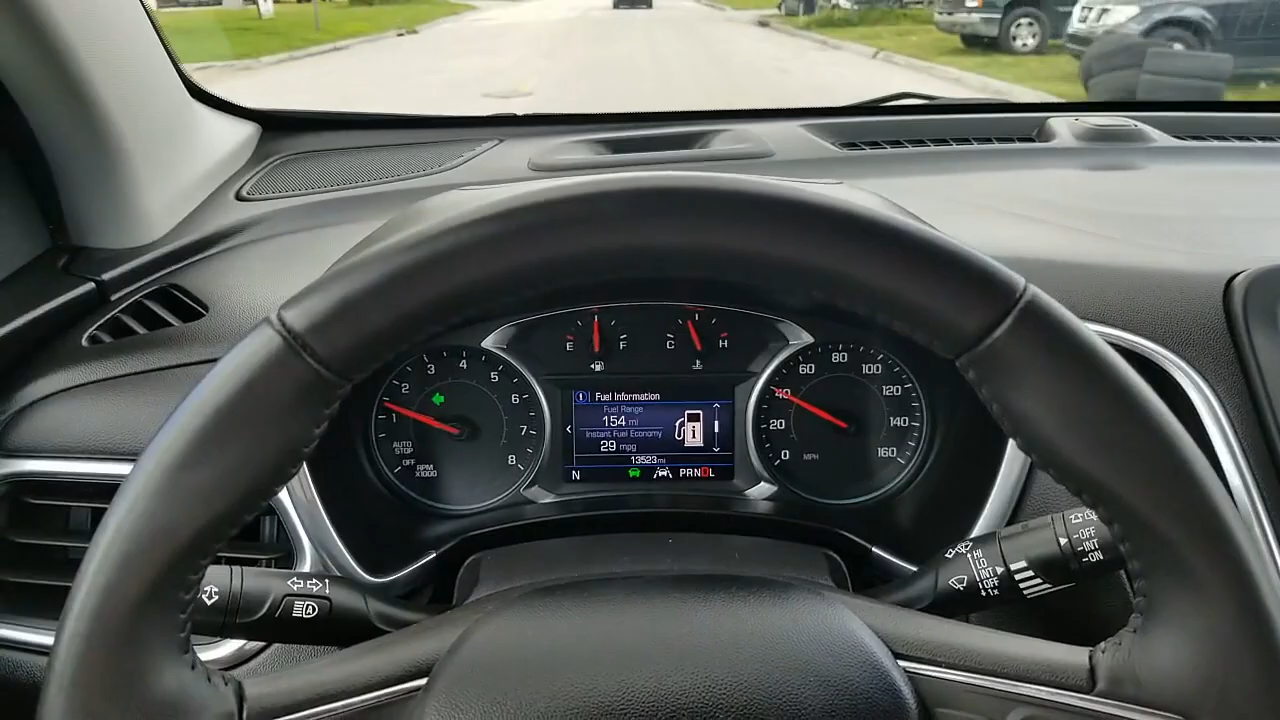 E F
C H
1 2 3 4 5 6 7 8
AUTO
STOP
OFF
RPM
X1000
i Fuel Information
Fuel Range
154 mi
Instant Fuel Economy
29 mpg
13523 mi
N
PRNDL
0 20 40 60 80 100 120 140 160
MPH
A
HI
LO
INT
OFF
1x
-OFF
-INT
-ON